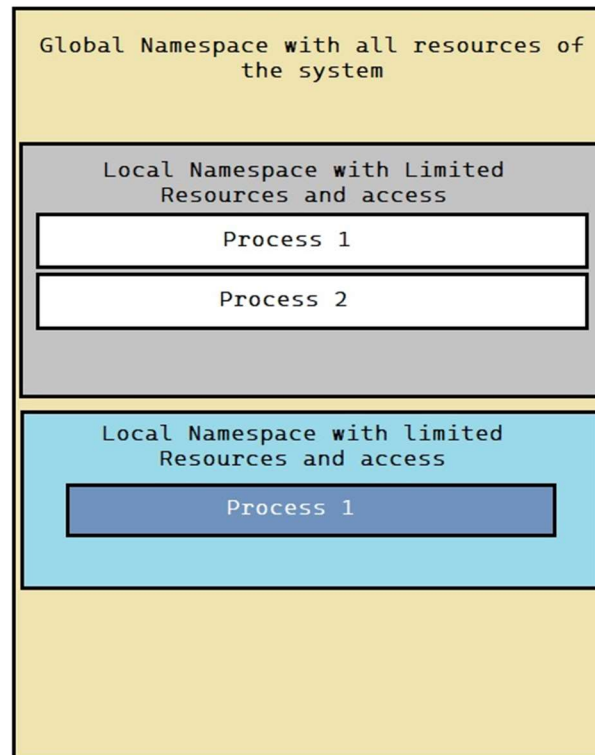 Global Namespace with all resources of
the system
Local Namespace with Limited
Resources and access
Process 1
Process 2
Local Namespace with limited
Resources and access
Process 1